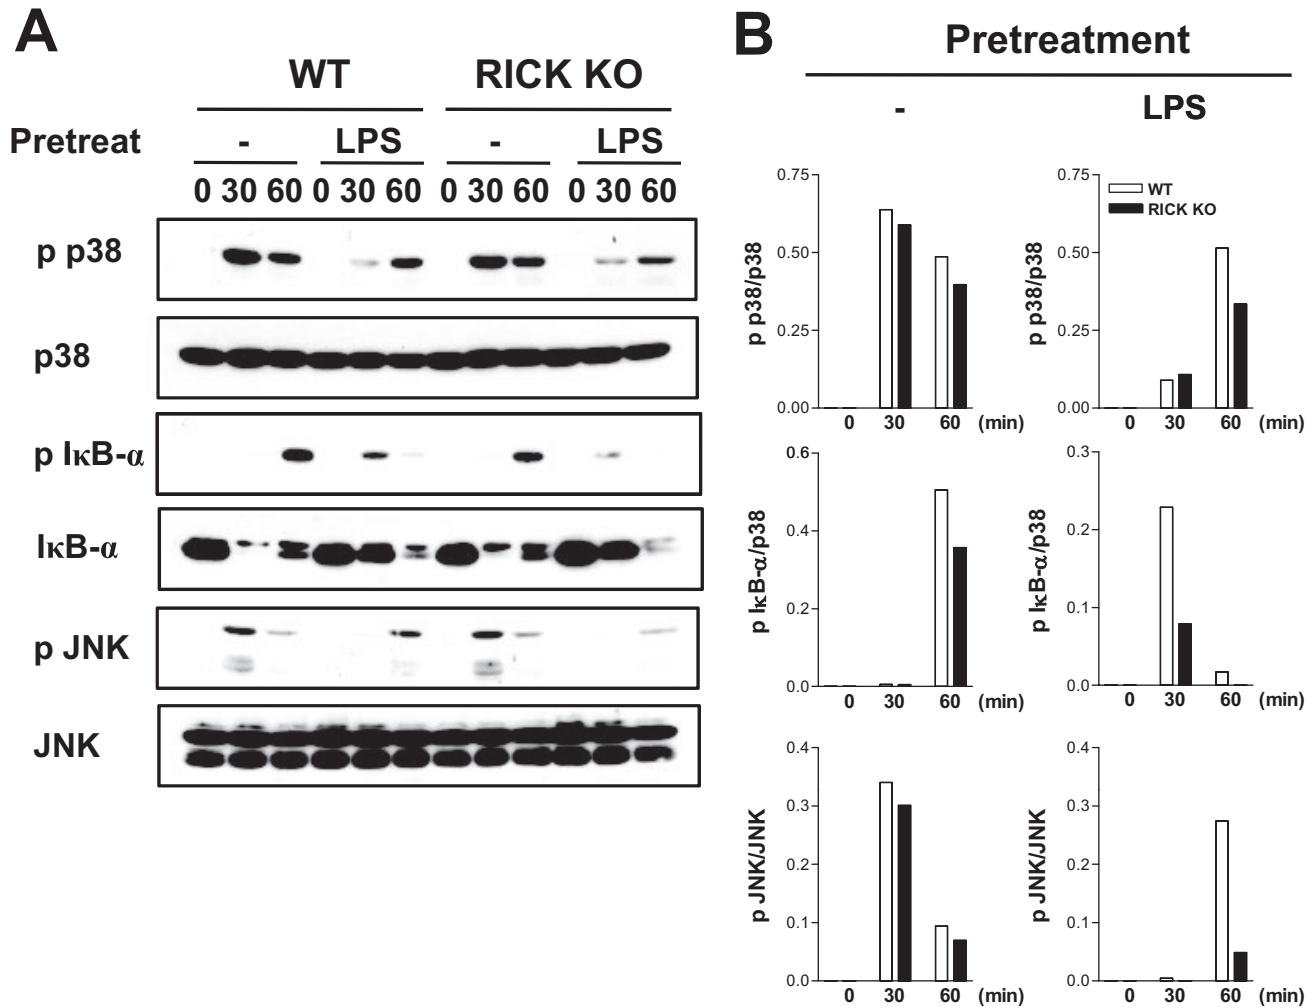 A
WT RICK KO
Pretreat - LPS - LPS
0 30 60 0 30 60 0 30 60 0 30 60
p p38
p38
p IκB-α
IκB-α
p JNK
JNK
B
Pretreatment
- LPS
p p38/p38
0.75
0.50
0.25
0.00
0 30 60 (min)
p p38/p38
0.75
0.50
0.25
0.00
WT
RICK KO
0 30 60 (min)
p IκB-α/p38
0.6
0.4
0.2
0.0
0 30 60 (min)
p IκB-α/p38
0.3
0.2
0.1
0.0
0 30 60 (min)
p JNK/JNK
0.4
0.3
0.2
0.1
0.0
0 30 60 (min)
p JNK/JNK
0.4
0.3
0.2
0.1
0.0
0 30 60 (min)